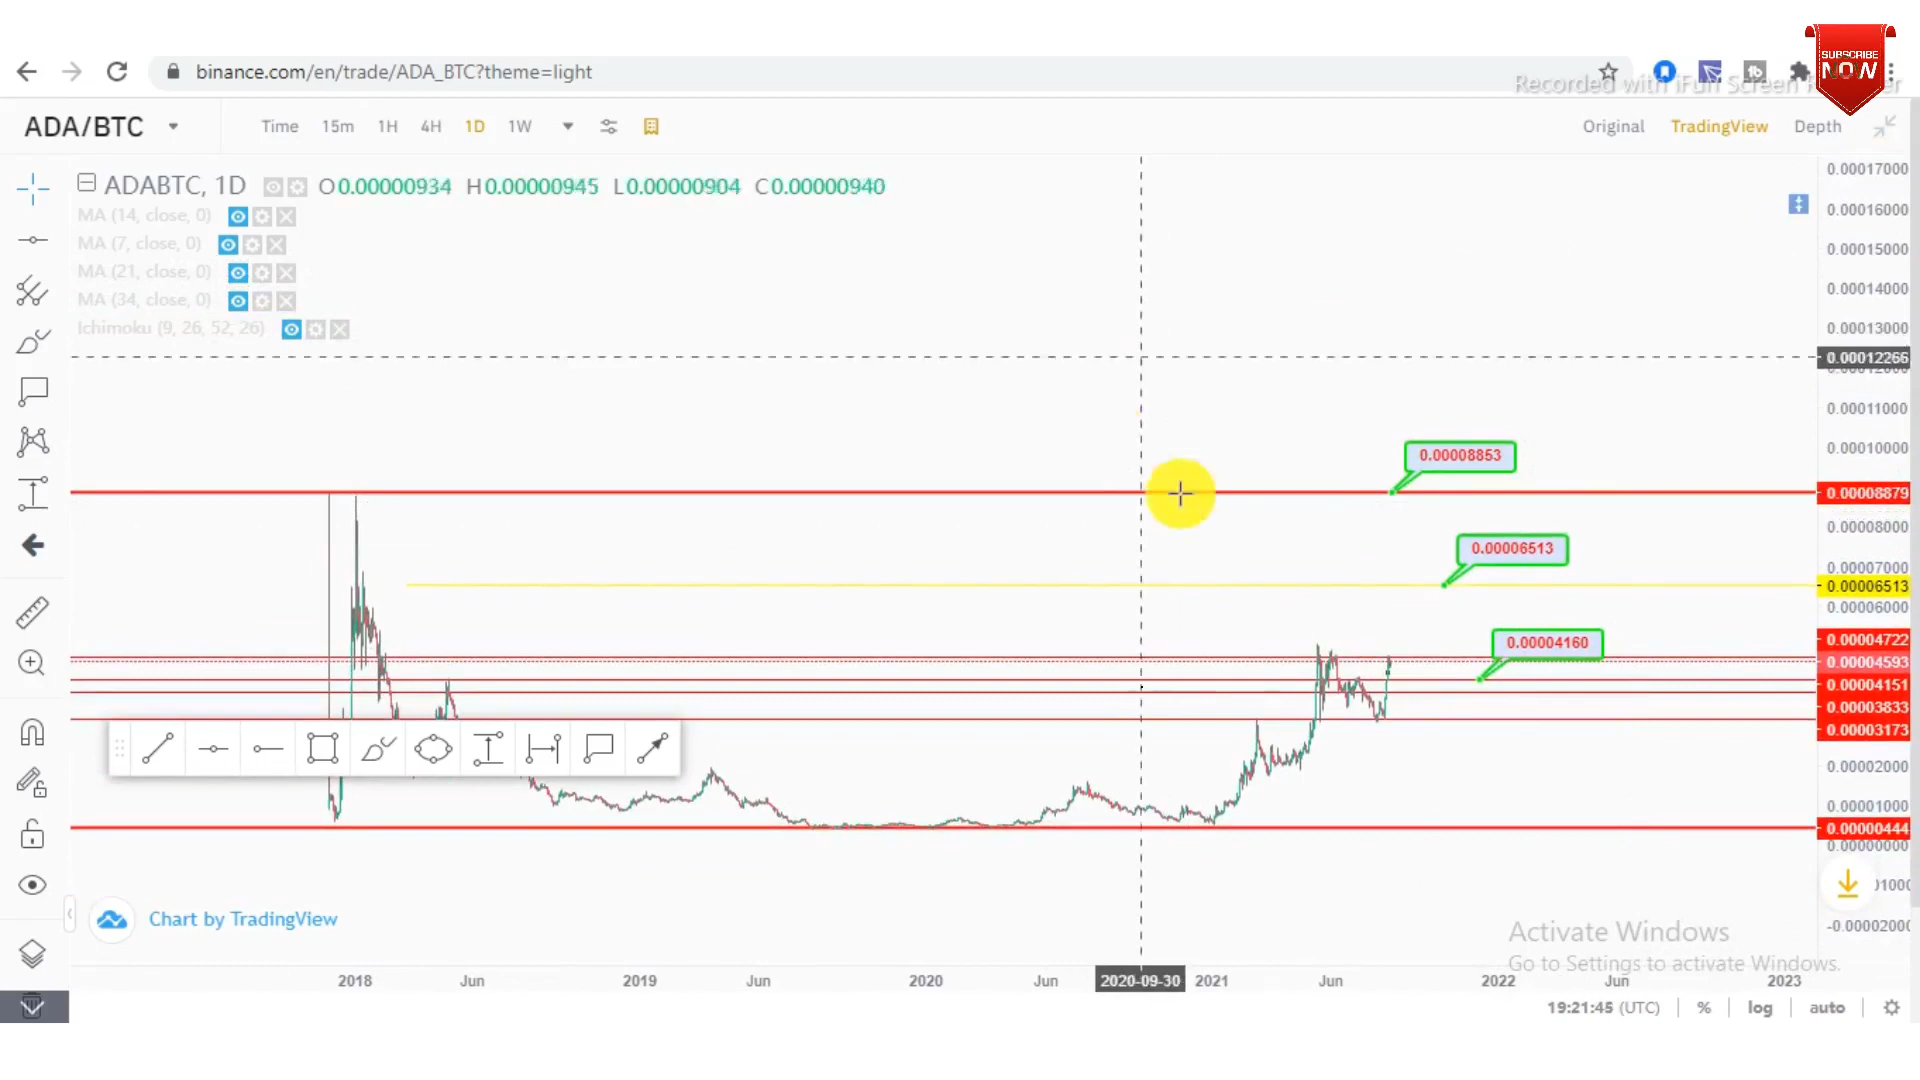 SUBSCRIBE
NOW
binance.com/en/trade/ADA_BTC?theme=light
Recorded with iFun Screen
ADA/BTC
Time 15m 1H 4H 1D 1W
Original TradingView Depth
ADABTC, 1D O0.00000934 H0.00000945 L0.00000904 C0.00000940
MA (14, close, 0)
MA (7, close, 0)
MA (21, close, 0)
MA (34, close, 0)
Ichimoku (9, 26, 52, 26)
0.00017000
0.00016000
0.00015000
0.00014000
0.00013000
0.00012266
0.00011000
0.00010000
0.00008853
0.00008879
0.00008000
0.00006513
0.00007000
0.00006513
0.00006000
0.00004160
0.00004722
0.00004593
0.00004151
0.00003833
0.00003173
0.00002000
0.00001000
0.00000444
0.00000000
-0.00002000
Chart by TradingView
Activate Windows
Go to Settings to activate Windows.
2018 Jun 2019 Jun 2020 Jun 2020-09-30 2021 Jun 2022 Jun 2023
19:21:45 (UTC) % log auto